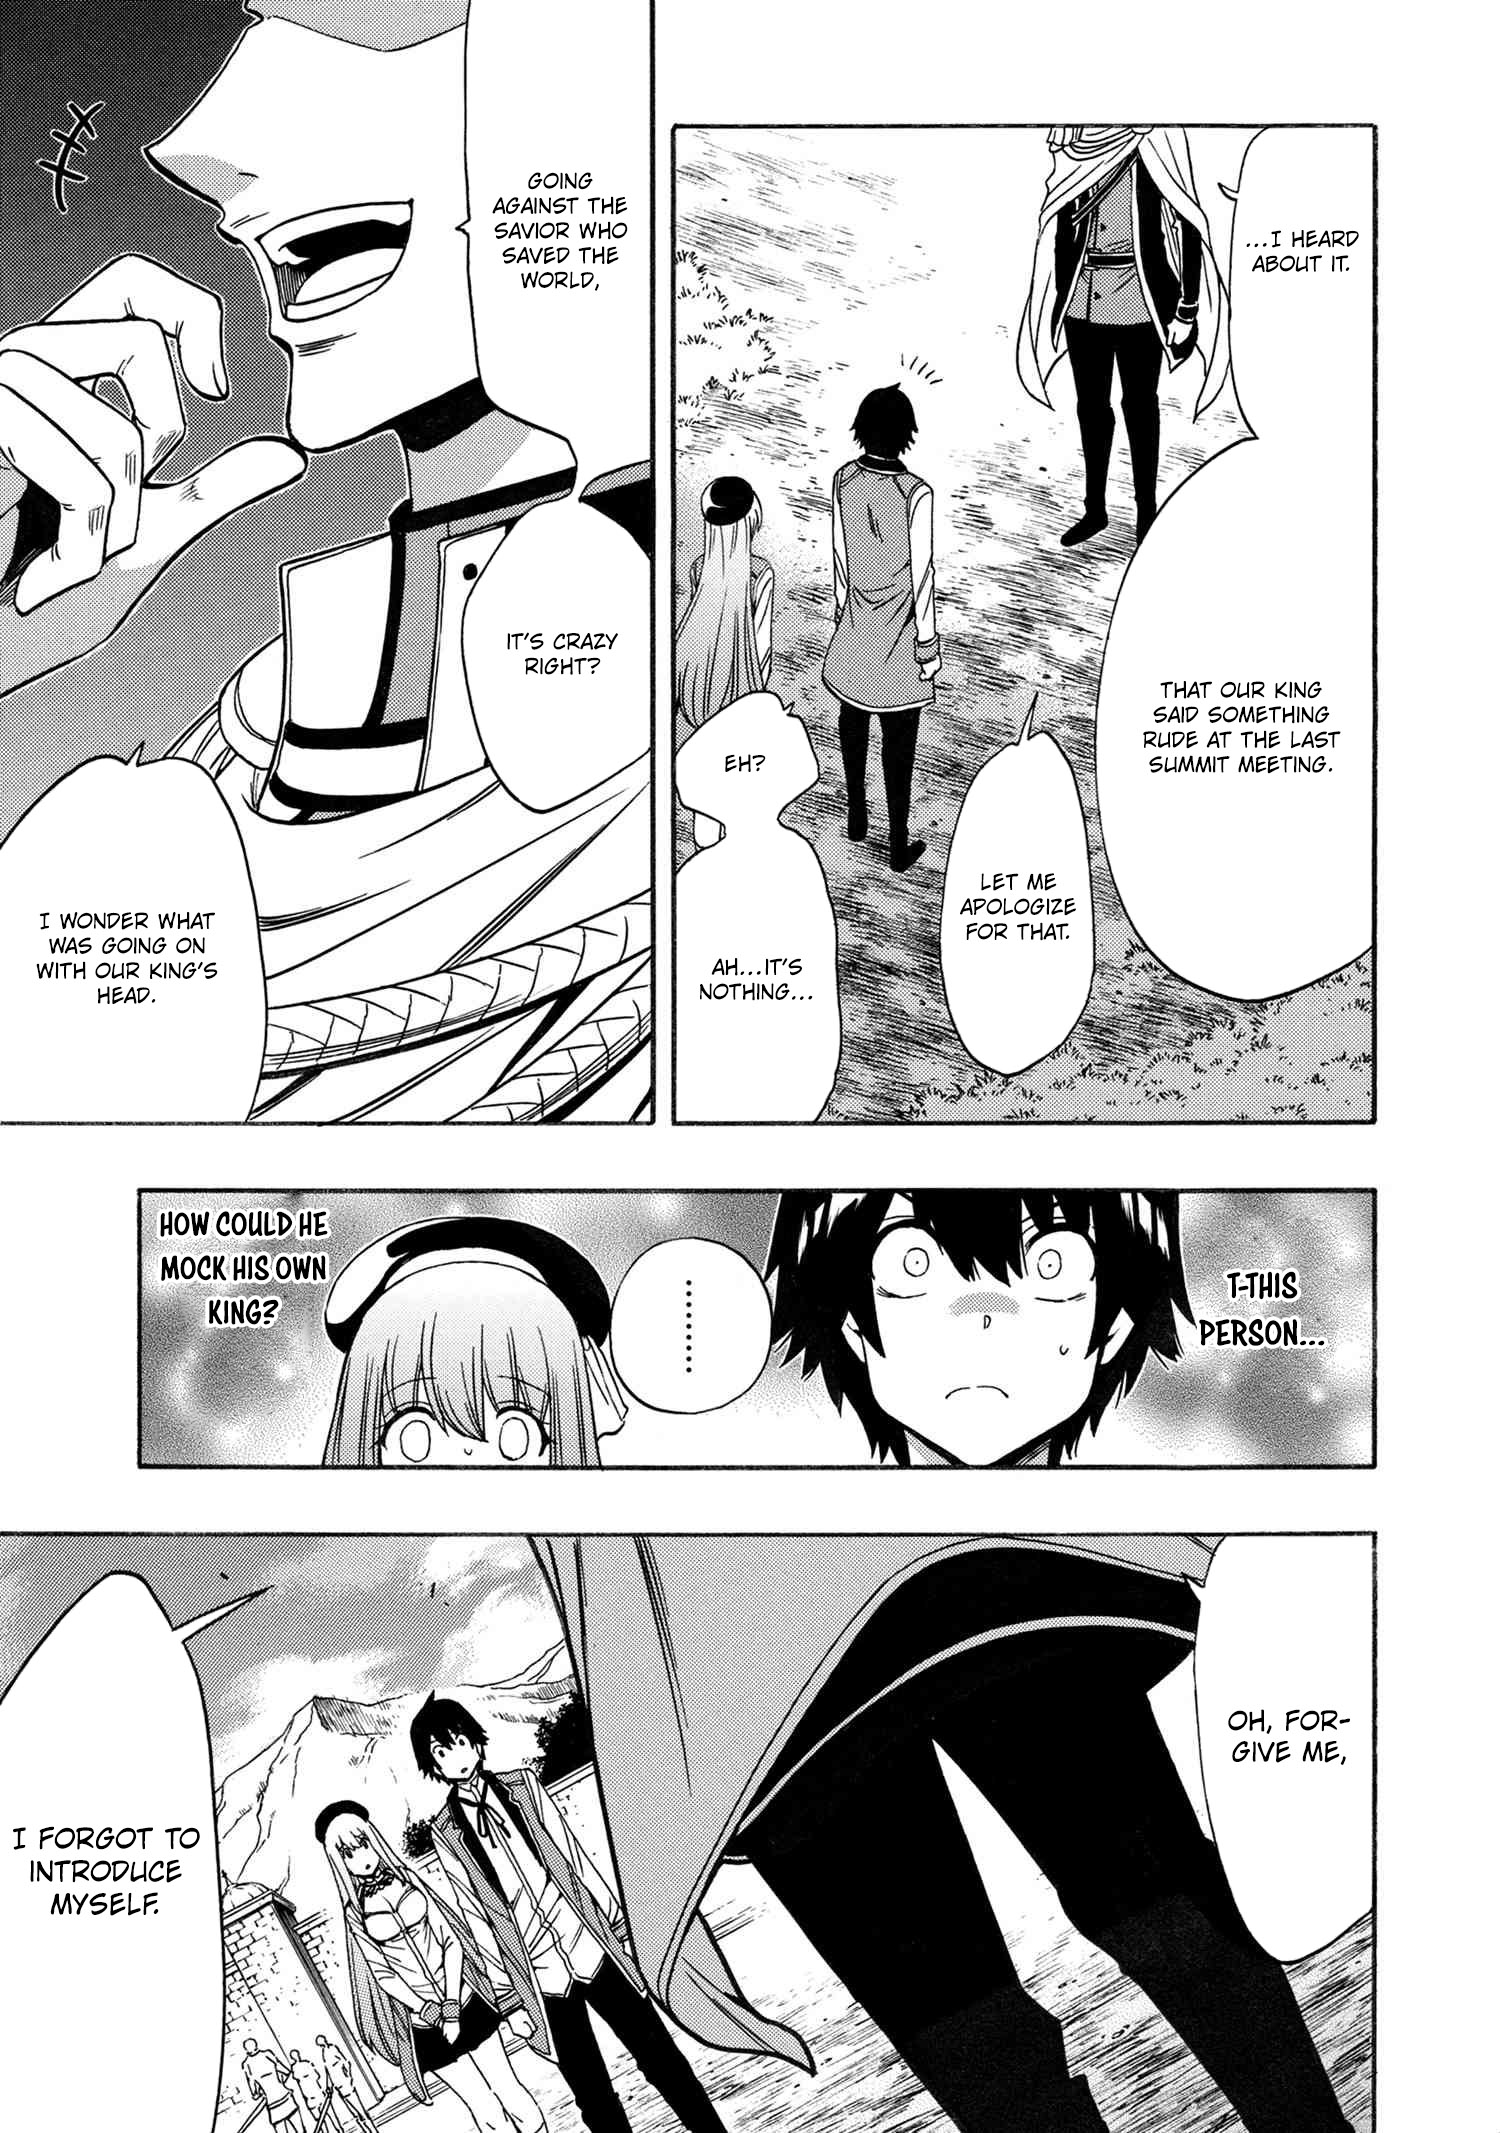 ...I HEARD
ABOUT IT.
THAT OUR KING
SAID SOMETHING
RUDE AT THE LAST
SUMMIT MEETING.
LET ME
APOLOGIZE
FOR THAT.
EH?
AH...IT'S
NOTHING...
GOING
AGAINST THE
SAVIOR WHO
SAVED THE
WORLD,
IT'S CRAZY
RIGHT?
I WONDER WHAT
WAS GOING ON
WITH OUR KING'S
HEAD.
T-THIS
PERSON...
.........
HOW COULD HE
MOCK HIS OWN
KING?
OH, FOR-
GIVE ME,
I FORGOT TO
INTRODUCE
MYSELF.